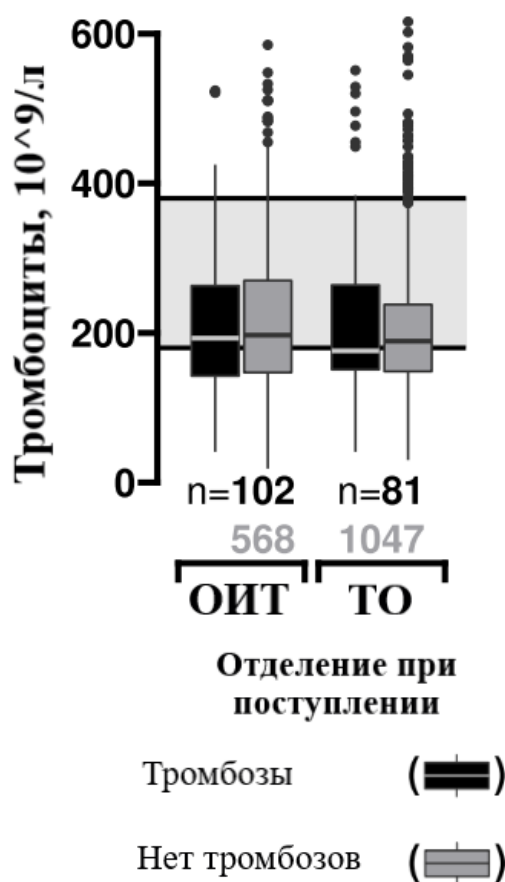 Тромбоциты, 10^9/л
600
400
200
0
n=102 n=81
568 1047
ОИТ ТО
Отделение при
поступлении
Тромбозы ( )
Нет тромбозов ( )